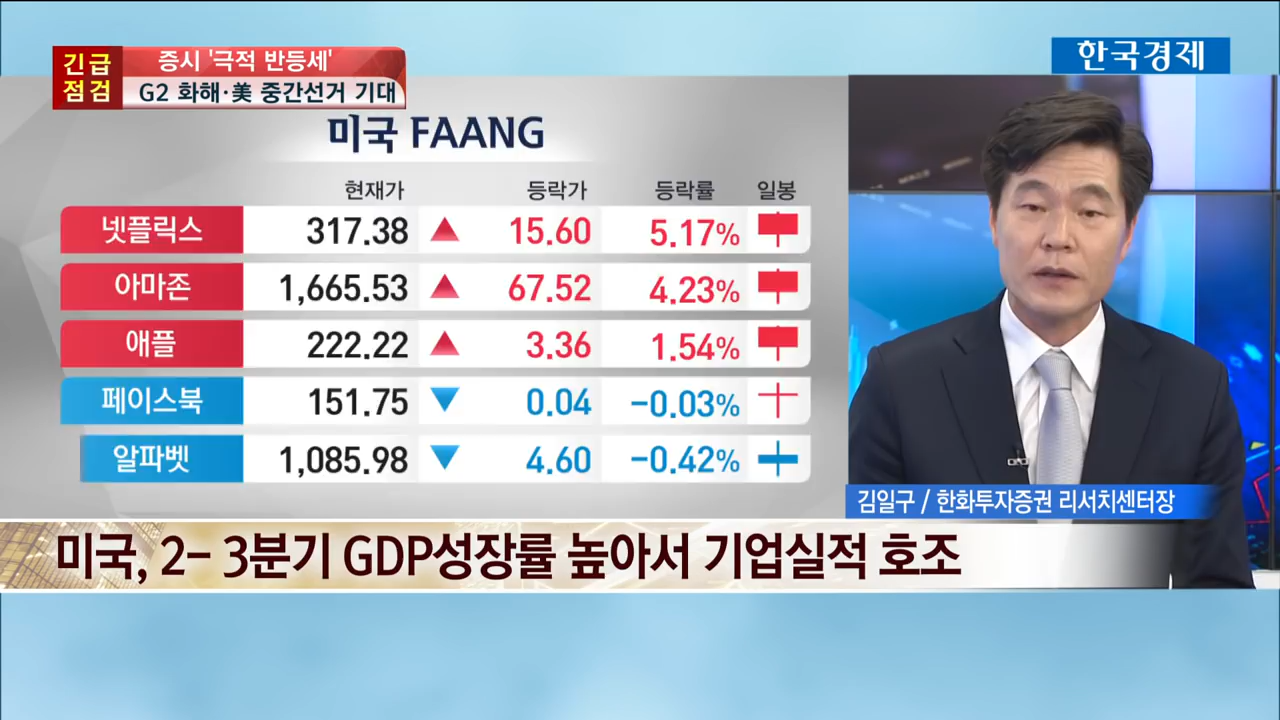 긴급
점검
증시 '극적 반등세'
G2 화해·美 중간선거 기대
한국경제
미국 FAANG
현재가 등락가 등락률 일봉
넷플릭스 317.38 ▲ 15.60 5.17%
아마존 1,665.53 ▲ 67.52 4.23%
애플 222.22 ▲ 3.36 1.54%
페이스북 151.75 ▼ 0.04 -0.03%
알파벳 1,085.98 ▼ 4.60 -0.42%
김일구 / 한화투자증권 리서치센터장
미국, 2- 3분기 GDP성장률 높아서 기업실적 호조